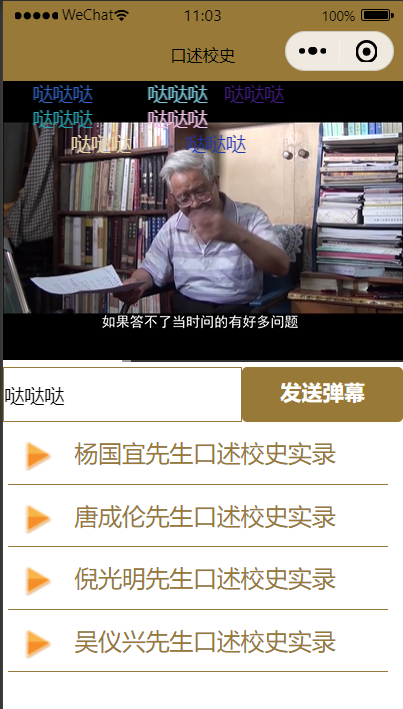 WeChat 11:03 100%
口述校史
哒哒哒 哒哒哒 哒哒哒
哒哒哒 哒哒哒
哒哒哒 哒哒哒
如果答不了当时问的有好多问题
哒哒哒 发送弹幕
杨国宜先生口述校史实录
唐成伦先生口述校史实录
倪光明先生口述校史实录
吴仪兴先生口述校史实录